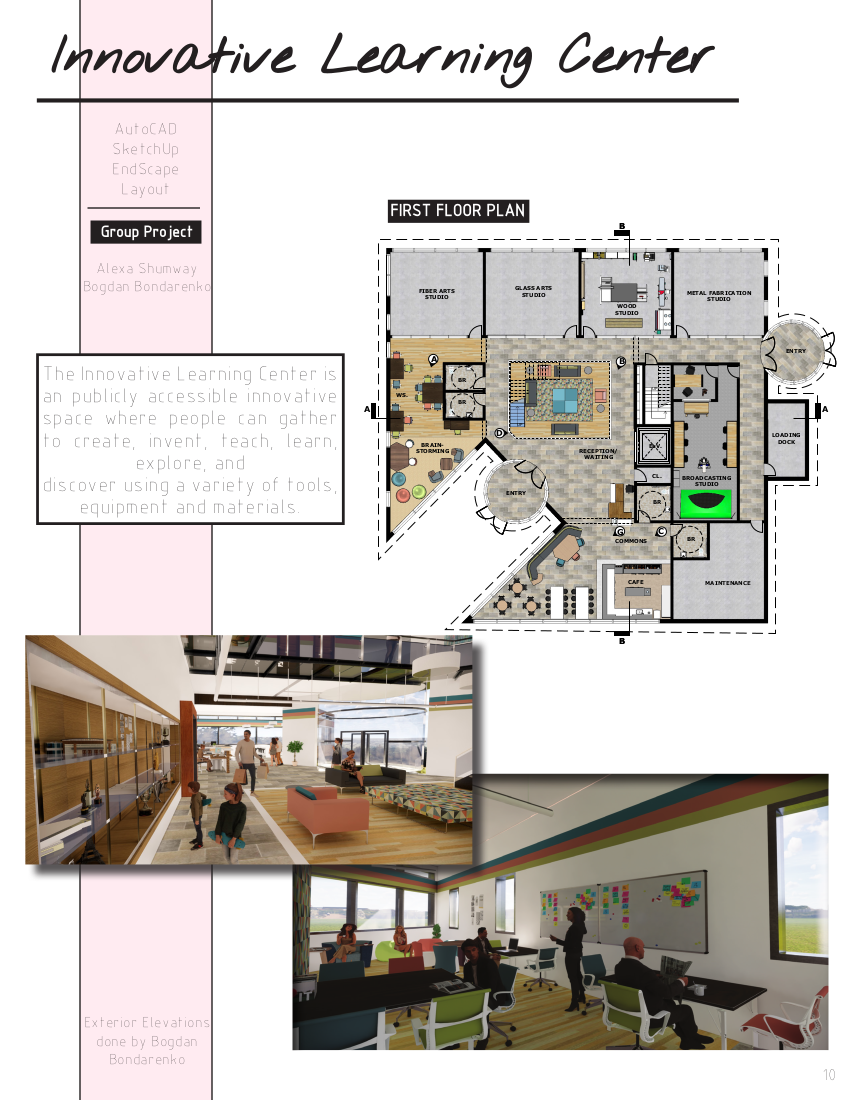 Innovative Learning Center
AutoCAD
SketchUp
EndScape
Layout
Group Project
Alexa Shumway
Bogdan Bondarenko
The Innovative Learning Center is
an publicly accessible innovative
space where people can gather
to create, invent, teach, learn,
explore, and
discover using a variety of tools,
equipment and materials.
FIRST FLOOR PLAN
B
FIBER ARTS
STUDIO
GLASS ARTS
STUDIO
WOOD
STUDIO
METAL FABRICATION
STUDIO
ENTRY
A
B
BR
WS.
BR
A
A
D
BRAIN-
STORMING
RECEPTION/
WAITING
LOADING
DOCK
CL.
BROADCASTING
STUDIO
ENTRY
BR
G
C
COMMONS
BR
CAFE
MAINTENANCE
B
Exterior Elevations
done by Bogdan
Bondarenko
10